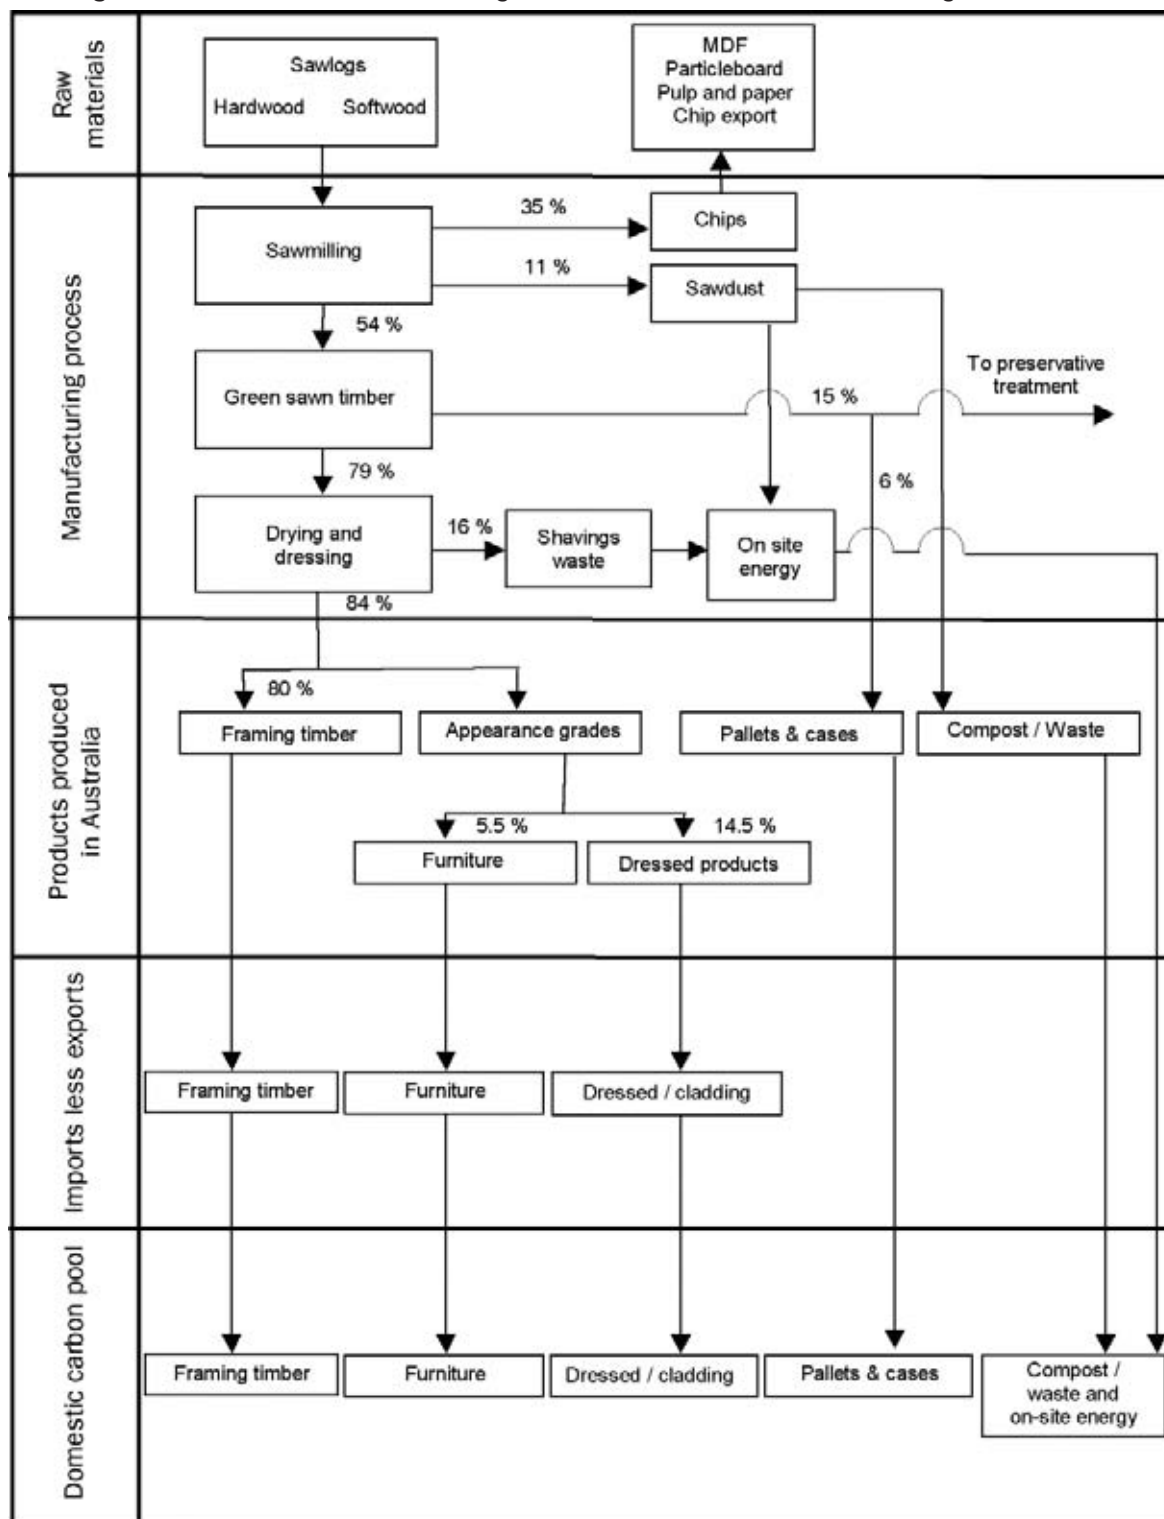 Raw
materials
Sawlogs
Hardwood Softwood
MDF
Particleboard
Pulp and paper
Chip export
Manufacturing process
Sawmilling
35 %
Chips
11 %
Sawdust
54 %
Green sawn timber
15 %
To preservative
treatment
79 %
6 %
Drying and
dressing
16 %
Shavings
waste
On site
energy
84 %
Products produced
in Australia
80 %
Framing timber
Appearance grades
Pallets & cases
Compost / Waste
5.5 %
14.5 %
Furniture
Dressed products
Imports less exports
Framing timber
Furniture
Dressed / cladding
Domestic carbon pool
Framing timber
Furniture
Dressed / cladding
Pallets & cases
Compost /
waste and
on-site energy